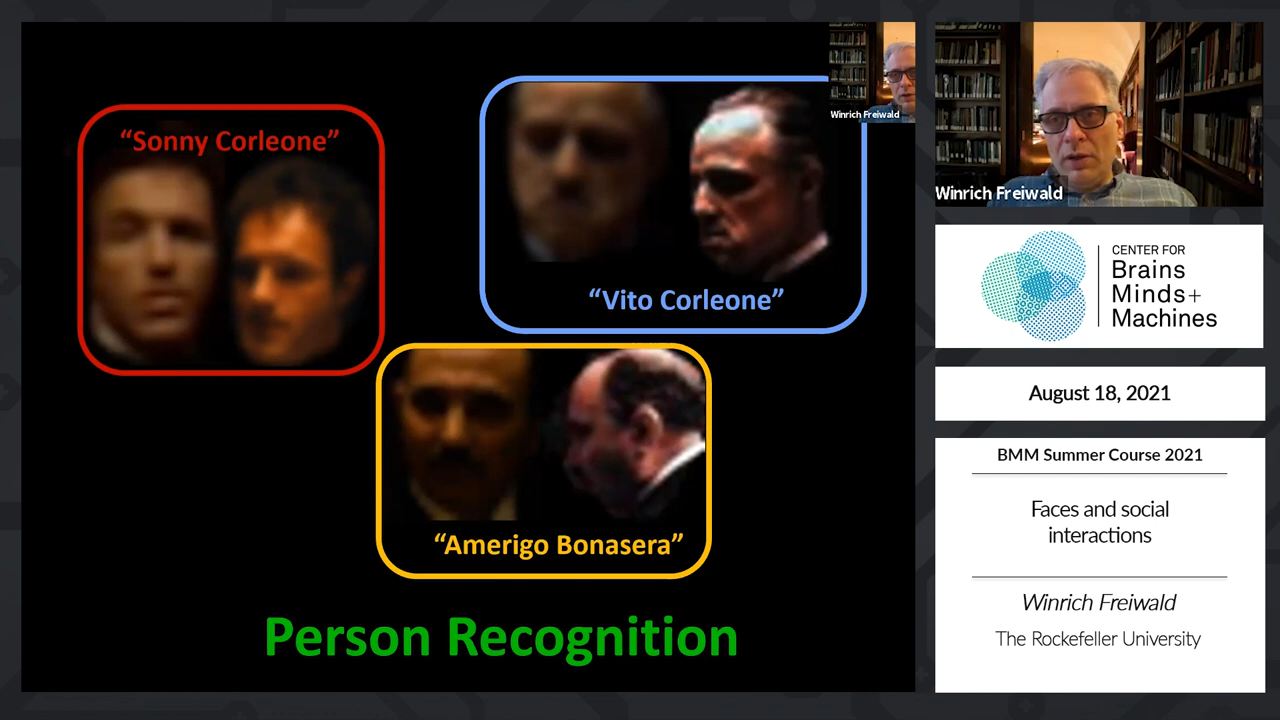 “Sonny Corleone”
“Vito Corleone”
“Amerigo Bonasera”
Person Recognition
Winrich Freiwald
Winrich Freiwald
CENTER FOR
Brains
Minds+
Machines
August 18, 2021
BMM Summer Course 2021
Faces and social
interactions
Winrich Freiwald
The Rockefeller University